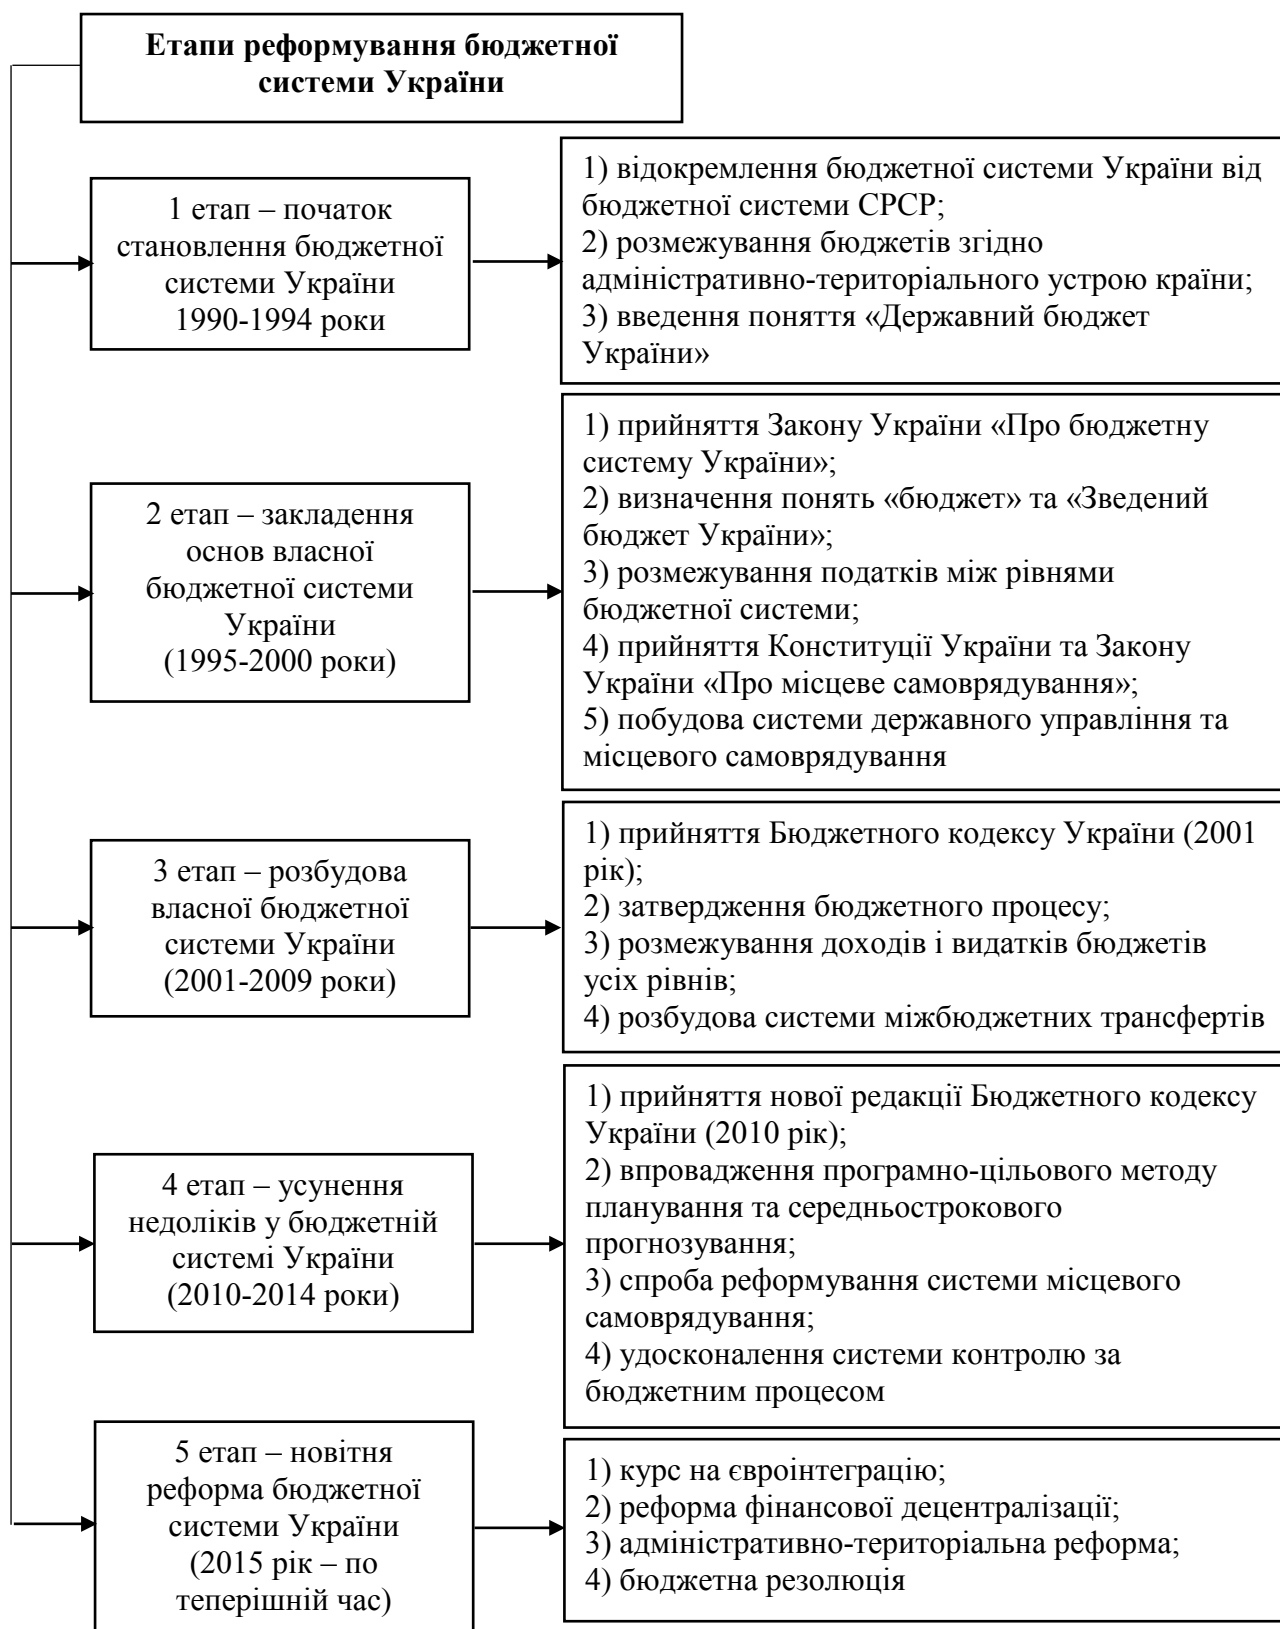 Етапи реформування бюджетної
системи України
1 етап – початок
становлення бюджетної
системи України
1990-1994 роки
1) відокремлення бюджетної системи України від
бюджетної системи СРСР;
2) розмежування бюджетів згідно
адміністративно-територіального устрою країни;
3) введення поняття «Державний бюджет
України»
2 етап – закладення
основ власної
бюджетної системи
України
(1995-2000 роки)
1) прийняття Закону України «Про бюджетну
систему України»;
2) визначення понять «бюджет» та «Зведений
бюджет України»;
3) розмежування податків між рівнями
бюджетної системи;
4) прийняття Конституції України та Закону
України «Про місцеве самоврядування»;
5) побудова системи державного управління та
місцевого самоврядування
3 етап – розбудова
власної бюджетної
системи України
(2001-2009 роки)
1) прийняття Бюджетного кодексу України (2001
рік);
2) затвердження бюджетного процесу;
3) розмежування доходів і видатків бюджетів
усіх рівнів;
4) розбудова системи міжбюджетних трансфертів
4 етап – усунення
недоліків у бюджетній
системі України
(2010-2014 роки)
1) прийняття нової редакції Бюджетного кодексу
України (2010 рік);
2) впровадження програмно-цільового методу
планування та середньострокового
прогнозування;
3) спроба реформування системи місцевого
самоврядування;
4) удосконалення системи контролю за
бюджетним процесом
5 етап – новітня
реформа бюджетної
системи України
(2015 рік – по
теперішній час)
1) курс на євроінтеграцію;
2) реформа фінансової децентралізації;
3) адміністративно-територіальна реформа;
4) бюджетна резолюція